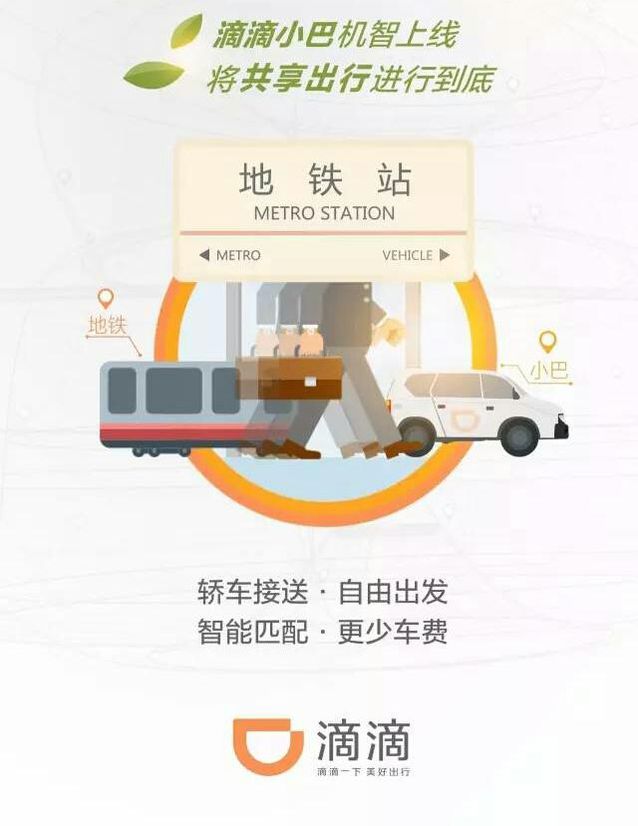 滴滴小巴机智上线
将共享出行进行到底
地铁站
METRO STATION
◀ METRO VEHICLE ▶
地铁
小巴
轿车接送 · 自由出发
智能匹配 · 更少车费
滴滴
滴滴一下 美好出行